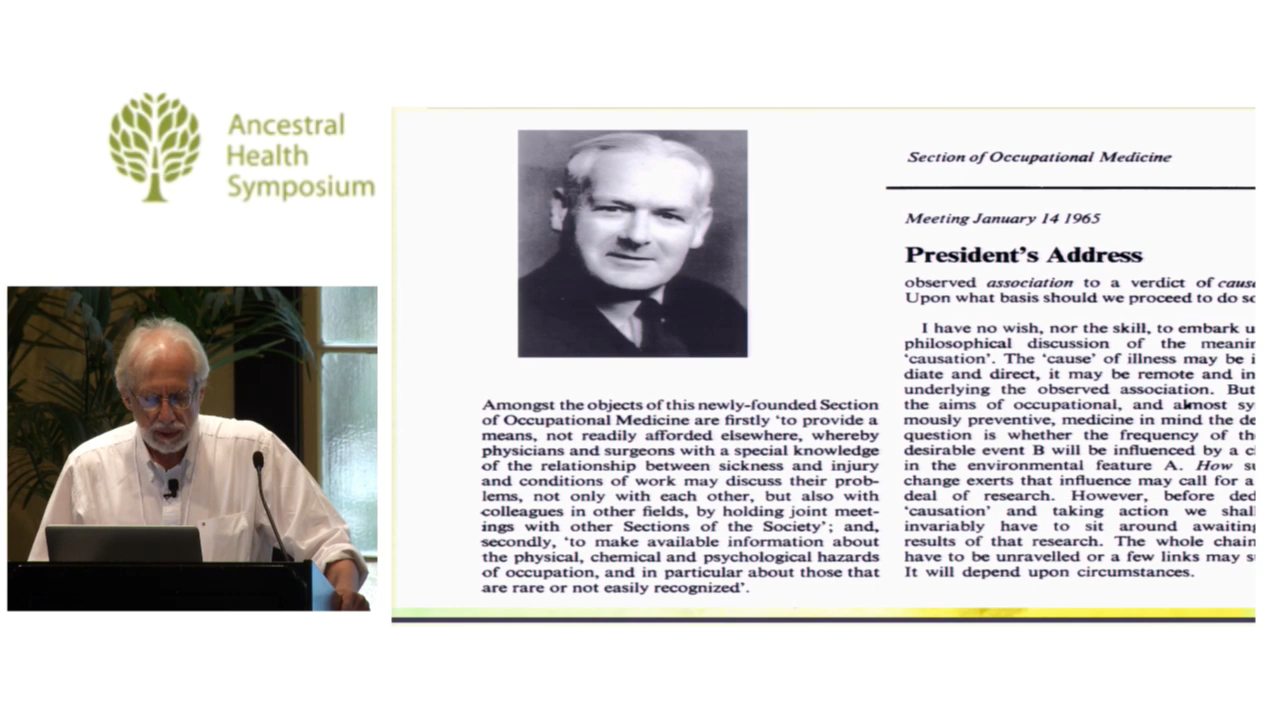 Ancestral
Health
Symposium
Amongst the objects of this newly-founded Section
of Occupational Medicine are firstly 'to provide a
means, not readily afforded elsewhere, whereby
physicians and surgeons with a special knowledge
of the relationship between sickness and injury
and conditions of work may discuss their prob-
lems, not only with each other, but also with
colleagues in other fields, by holding joint meet-
ings with other Sections of the Society'; and,
secondly, 'to make available information about
the physical, chemical and psychological hazards
of occupation, and in particular about those that
are rare or not easily recognized'.
Section of Occupational Medicine
Meeting January 14 1965
President's Address
observed association to a verdict of
Upon what basis should we proceed to do
I have no wish, nor the skill, to embark
philosophical discussion of the
'causation'. The 'cause' of illness may be
diate and direct, it may be remote and
underlying the observed association. But
the aims of occupational, and almost
mously preventive, medicine in mind the
question is whether the frequency of
desirable event B will be influenced by a
in the environmental feature A. How
change exerts that influence may call for a
deal of research. However, before
'causation' and taking action we
invariably have to sit around
results of that research. The whole
have to be unravelled or a few links may
It will depend upon circumstances.